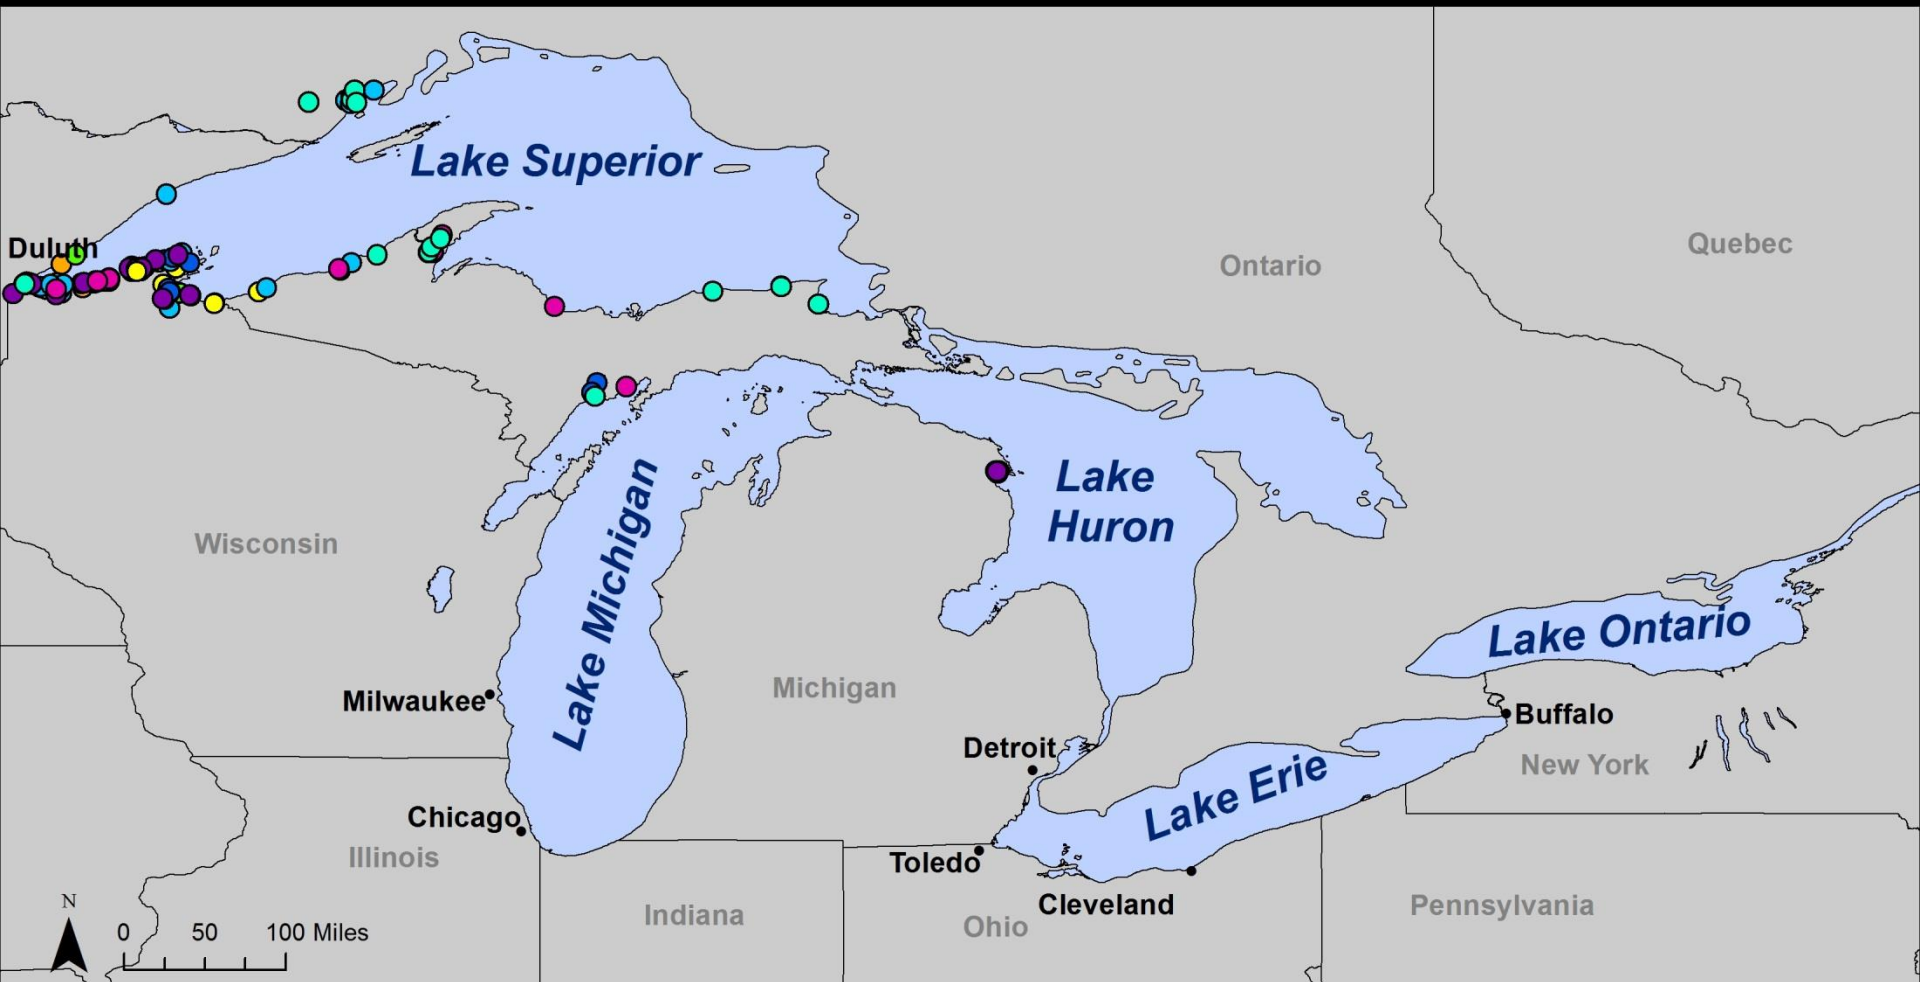 Lake Superior
Duluth
Ontario
Quebec
Lake
Huron
Wisconsin
Lake Michigan
Lake Ontario
Milwaukee
Michigan
Buffalo
Detroit
New York
Lake Erie
Chicago
Illinois
Toledo
Cleveland
Pennsylvania
Indiana
Ohio
N
0 50 100 Miles